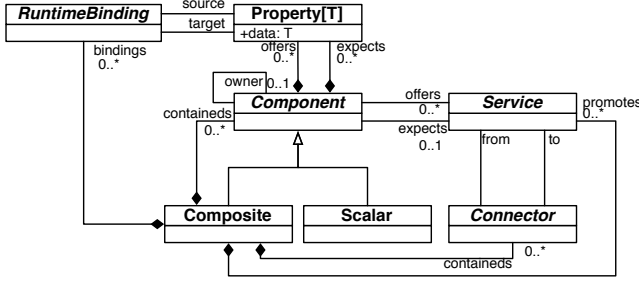 RuntimeBinding
source
Property[T]
target
+data: T
bindings
0..*
offers
0..*
expects
0..*
owner
0..1
Component
offers
0..*
Service
promotes
0..*
containeds
0..*
expects
0..1
from
to
Composite
Scalar
Connector
0..*
containeds